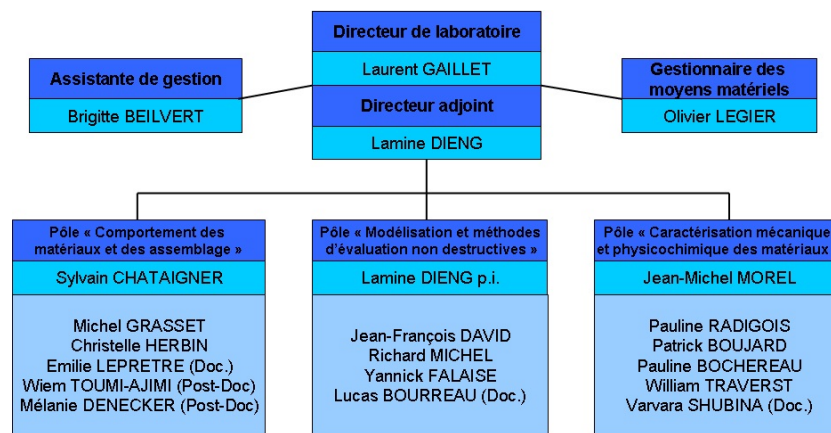 Directeur de laboratoire
Laurent GAILLET
Directeur adjoint
Lamine DIENG
Assistante de gestion
Brigitte BEILVERT
Gestionnaire des
moyens matériels
Olivier LEGIER
Pôle « Comportement des
matériaux et des assemblage »
Sylvain CHATAIGNER
Michel GRASSET
Christelle HERBIN
Emilie LEPRETRE (Doc.)
Wiem TOUMI-AJIMI (Post-Doc)
Mélanie DENECKER (Post-Doc)
Pôle « Modélisation et méthodes
d'évaluation non destructives »
Lamine DIENG p.i.
Jean-François DAVID
Richard MICHEL
Yannick FALAISE
Lucas BOURREAU (Doc.)
Pôle « Caractérisation mécanique
et physicochimique des matériaux
Jean-Michel MOREL
Pauline RADIGOIS
Patrick BOUJARD
Pauline BOCHEREAU
William TRAVERST
Varvara SHUBINA (Doc.)